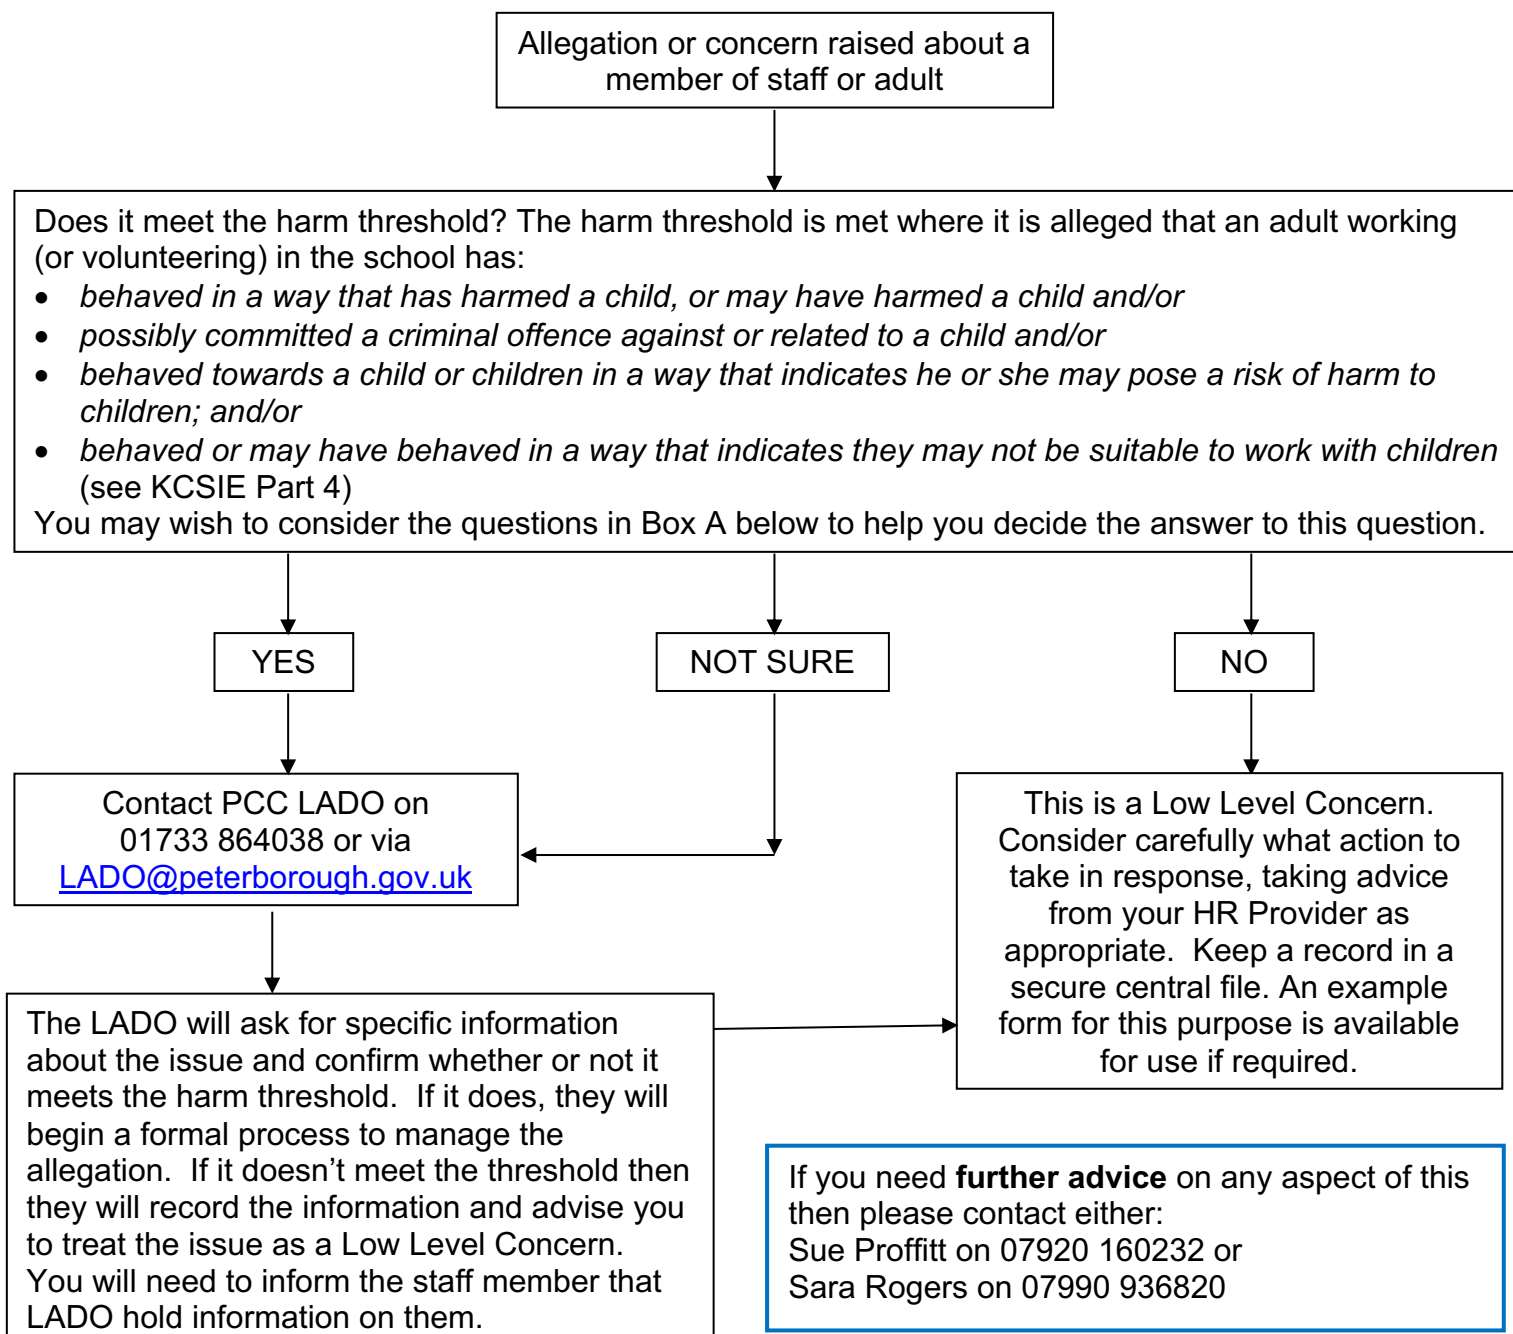 Allegation or concern raised about a
member of staff or adult
Does it meet the harm threshold? The harm threshold is met where it is alleged that an adult working
(or volunteering) in the school has:
• behaved in a way that has harmed a child, or may have harmed a child and/or
• possibly committed a criminal offence against or related to a child and/or
• behaved towards a child or children in a way that indicates he or she may pose a risk of harm to
children; and/or
• behaved or may have behaved in a way that indicates they may not be suitable to work with children
(see KCSIE Part 4)
You may wish to consider the questions in Box A below to help you decide the answer to this question.
YES
NOT SURE
NO
Contact PCC LADO on
01733 864038 or via
LADO@peterborough.gov.uk
This is a Low Level Concern.
Consider carefully what action to
take in response, taking advice
from your HR Provider as
appropriate.  Keep a record in a
secure central file. An example
form for this purpose is available
for use if required.
The LADO will ask for specific information
about the issue and confirm whether or not it
meets the harm threshold.  If it does, they will
begin a formal process to manage the
allegation.  If it doesn’t meet the threshold then
they will record the information and advise you
to treat the issue as a Low Level Concern.
You will need to inform the staff member that
LADO hold information on them.
If you need further advice on any aspect of this
then please contact either:
Sue Proffitt on 07920 160232 or
Sara Rogers on 07990 936820